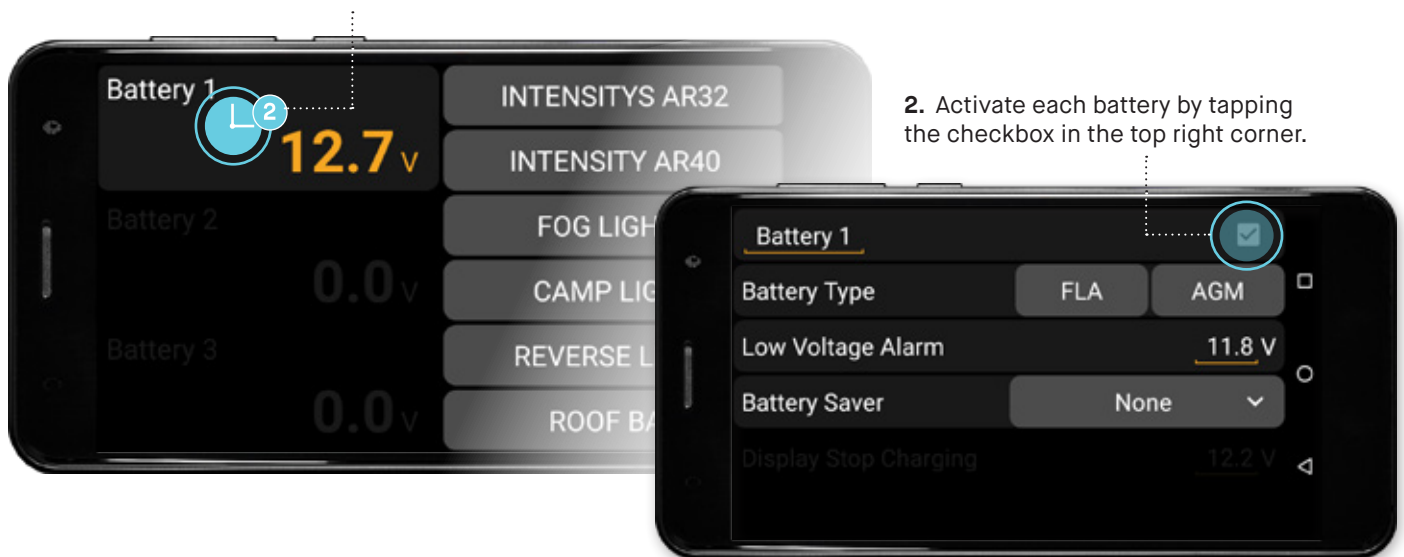 Battery 1
2
12.7 V
Battery 2
0.0 V
Battery 3
0.0 V
INTENSITYS AR32
INTENSITY AR40
FOG LIGH
CAMP LIG
REVERSE L
ROOF BA
2. Activate each battery by tapping
the checkbox in the top right corner.
Battery 1
Battery Type FLA AGM
Low Voltage Alarm 11.8 V
Battery Saver None
Display Stop Charging 12.2 V